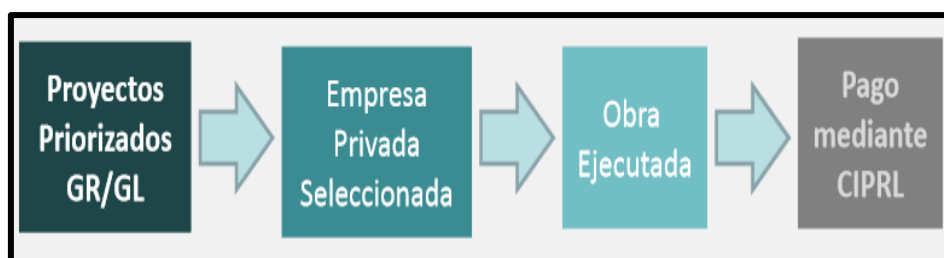 Proyectos
Priorizados
GR/GL
Empresa
Privada
Seleccionada
Obra
Ejecutada
Pago
mediante
CIPRL